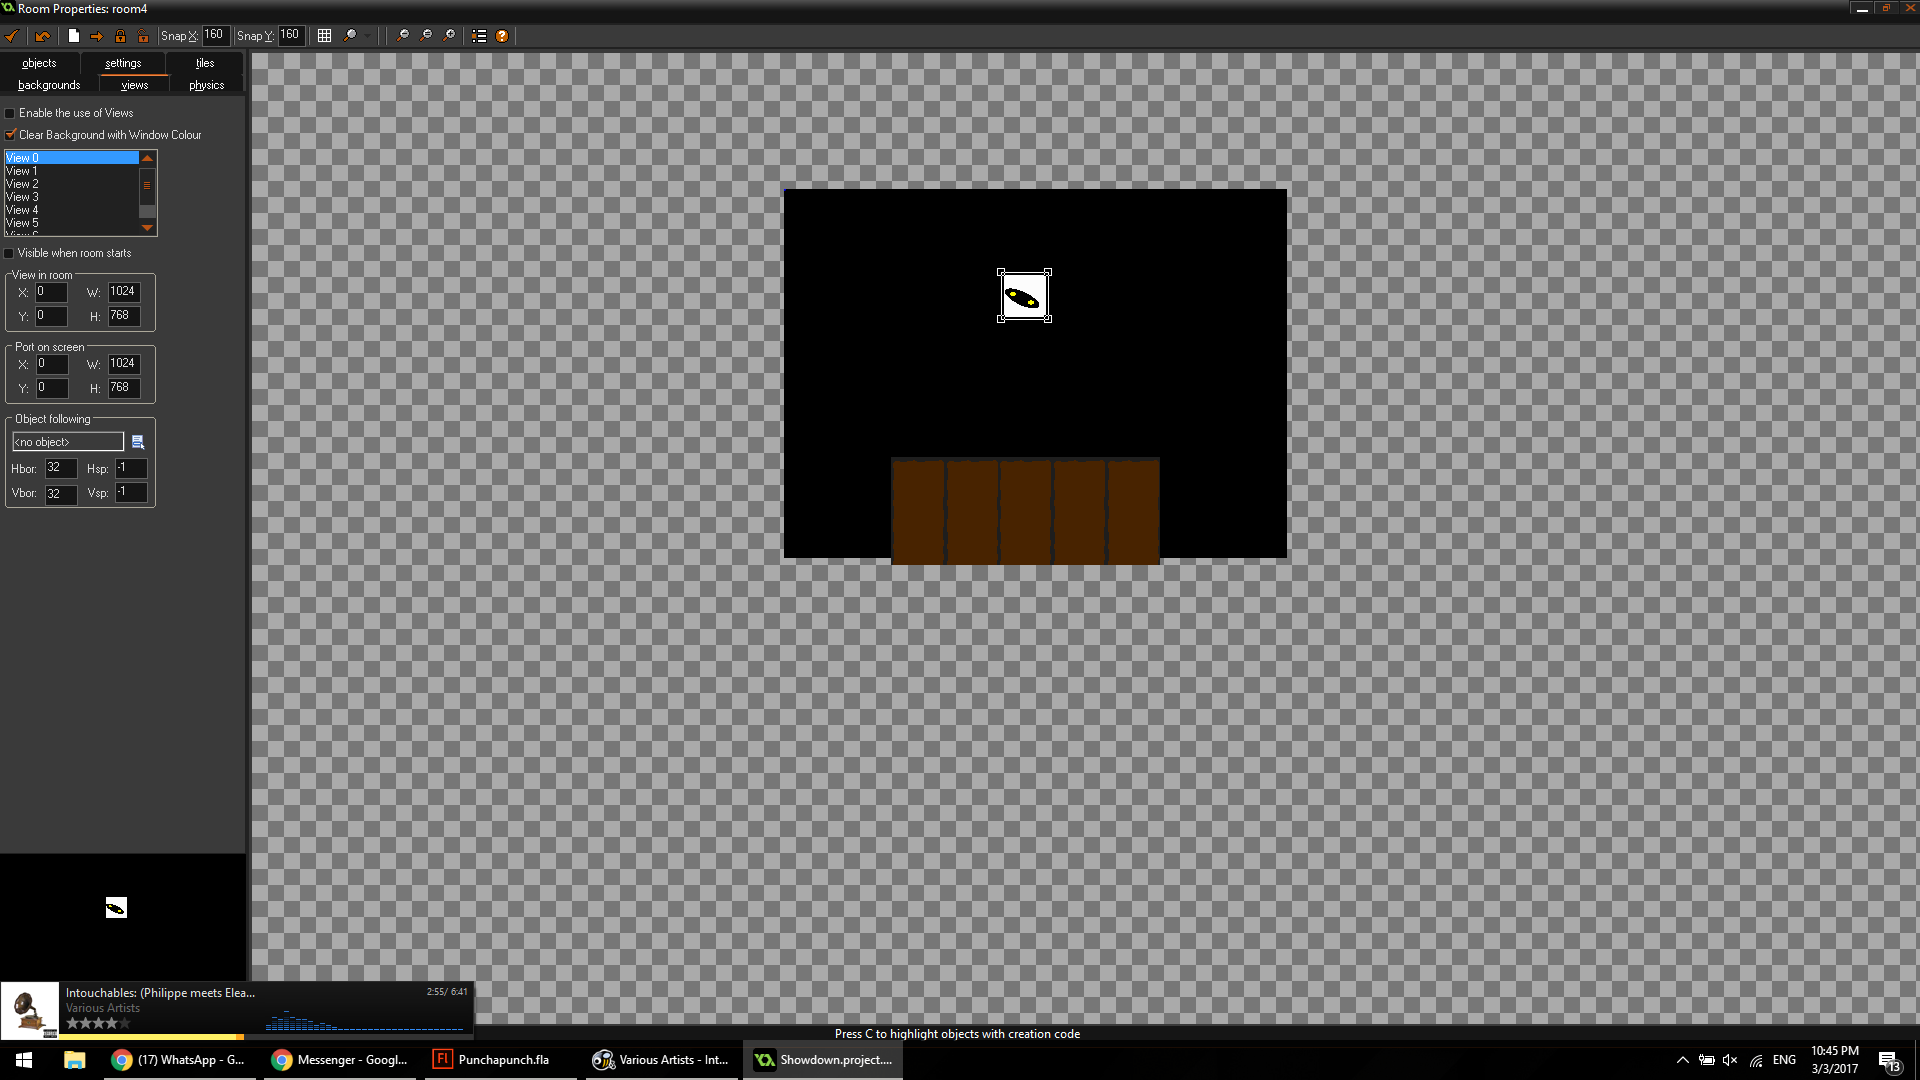 Room Properties: room4
Snap X: 160 Snap Y: 160
objects settings tiles
backgrounds views physics
Enable the use of Views
Clear Background with Window Colour
View 0
View 1
View 2
View 3
View 4
View 5
Visible when room starts
View in room
X: 0 W: 1024
Y: 0 H: 768
Port on screen
X: 0 W: 1024
Y: 0 H: 768
Object following
<no object>
Hbor: 32 Hsp: -1
Vbor: 32 Vsp: -1
Intouchables: (Philippe meets Elea... 2:55/ 6:41
Various Artists
Press C to highlight objects with creation code
(17) WhatsApp - G... Messenger - Googl... Fl Punchapunch.fla Various Artists - Int... Showdown.project.... ENG 10:45 PM
3/3/2017 13